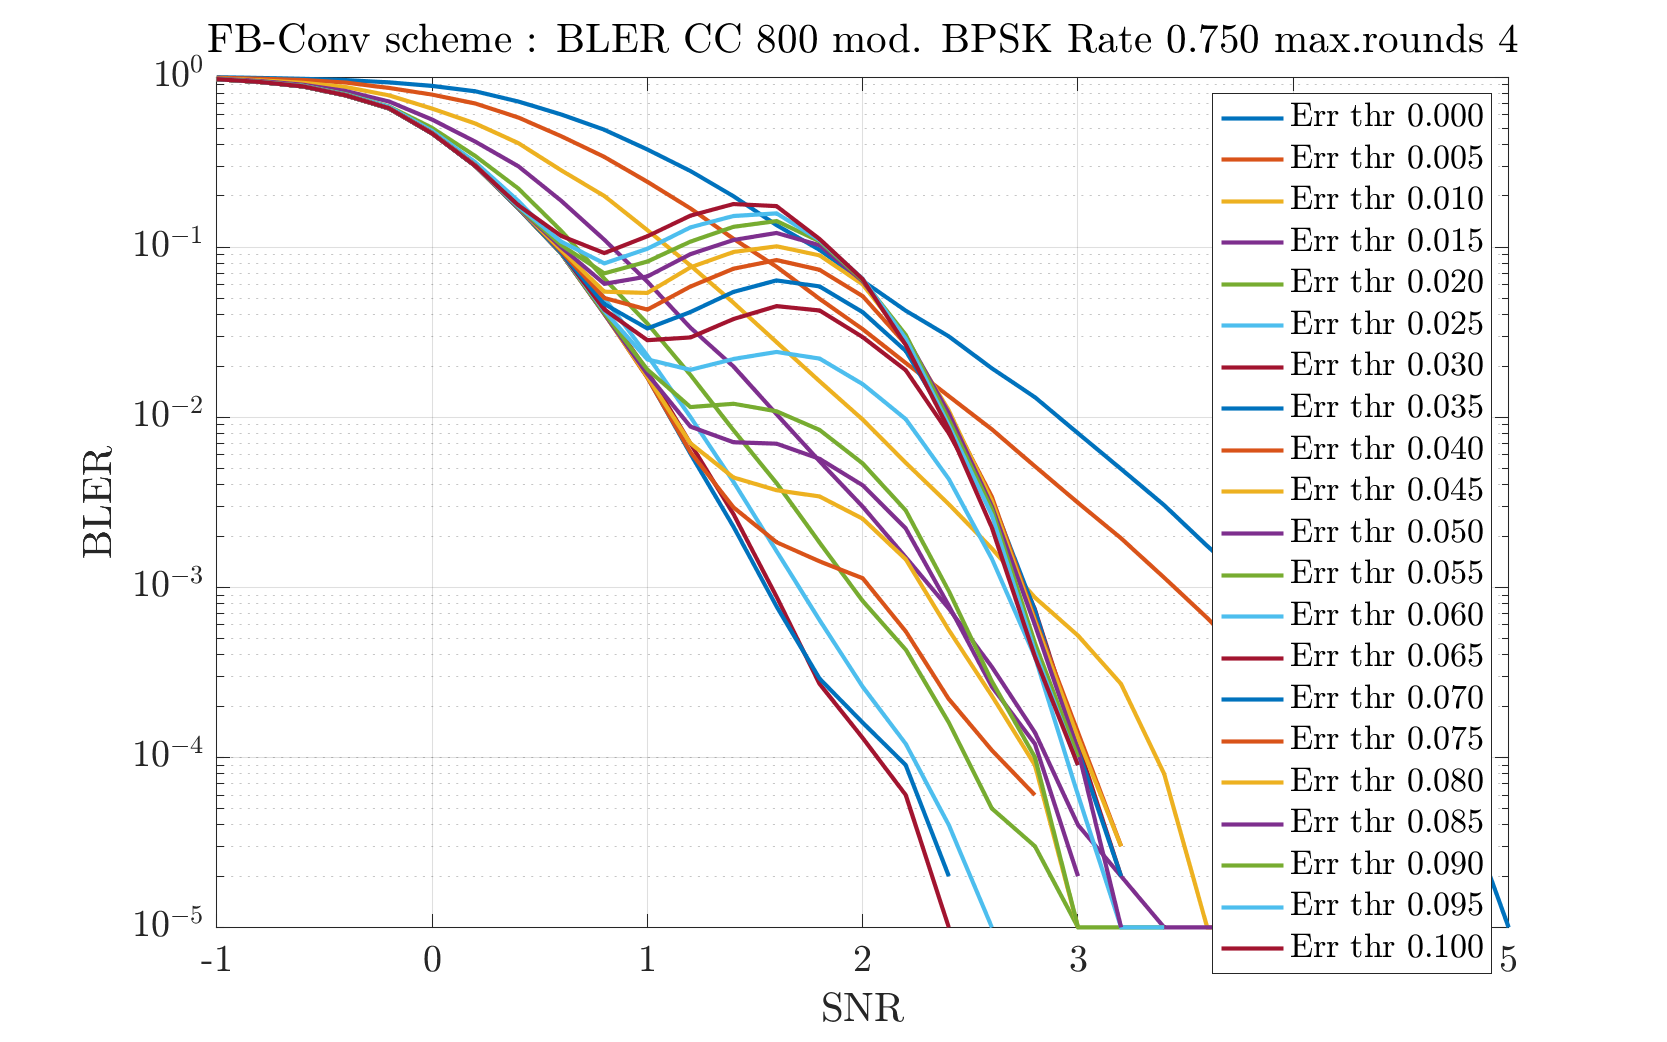 FB-Conv scheme : BLER CC 800 mod. BPSK Rate 0.750 max.rounds 4
10^0
10^-1
10^-2
10^-3
10^-4
10^-5
BLER
-1 0 1 2 3 5
SNR
Err thr 0.000
Err thr 0.005
Err thr 0.010
Err thr 0.015
Err thr 0.020
Err thr 0.025
Err thr 0.030
Err thr 0.035
Err thr 0.040
Err thr 0.045
Err thr 0.050
Err thr 0.055
Err thr 0.060
Err thr 0.065
Err thr 0.070
Err thr 0.075
Err thr 0.080
Err thr 0.085
Err thr 0.090
Err thr 0.095
Err thr 0.100